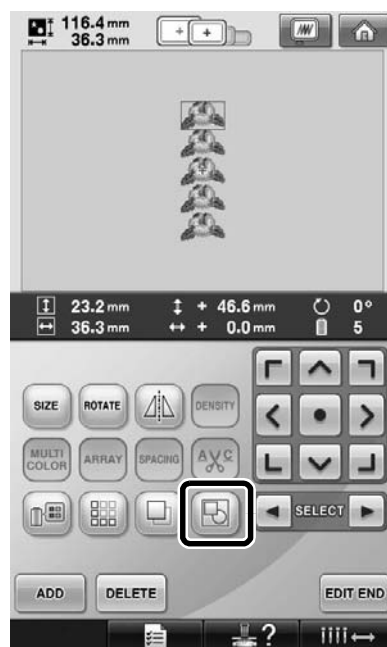 116.4 mm
36.3 mm
23.2 mm + 46.6 mm 0°
36.3 mm + 0.0 mm 5
SIZE ROTATE DENSITY
MULTI COLOR ARRAY SPACING A C
SELECT
ADD DELETE EDIT END
?